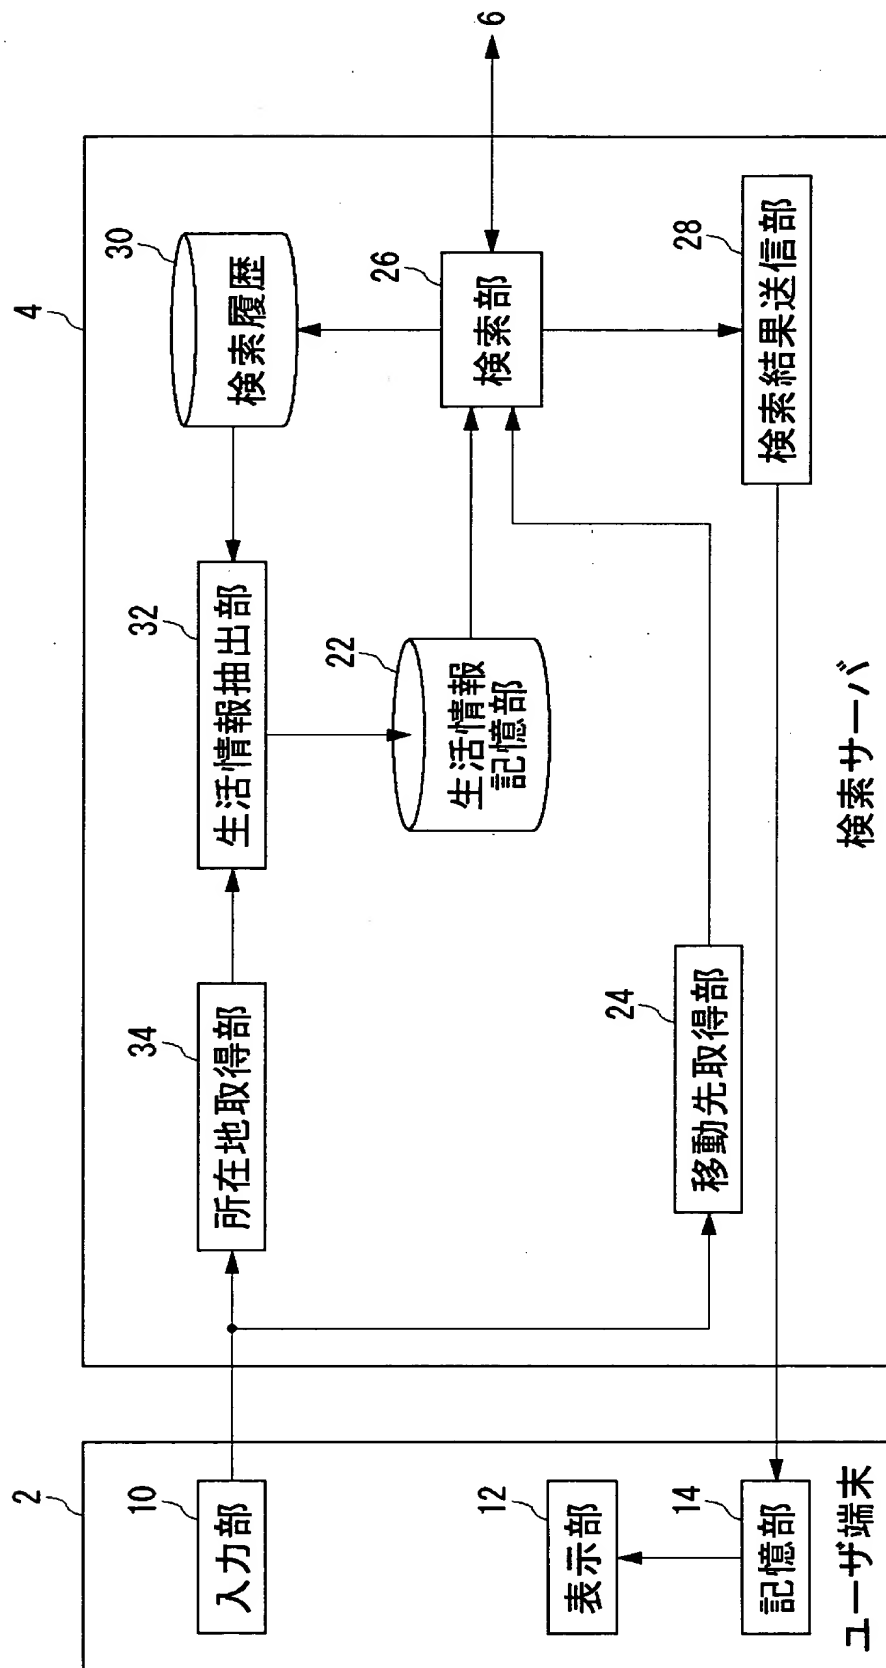 2
10
入力部
12
表示部
14
記憶部
ユーザ端末
4
34
所在地取得部
32
生活情報抽出部
30
検索履歴
22
生活情報
記憶部
26
検索部
6
24
移動先取得部
28
検索結果送信部
検索サーバ